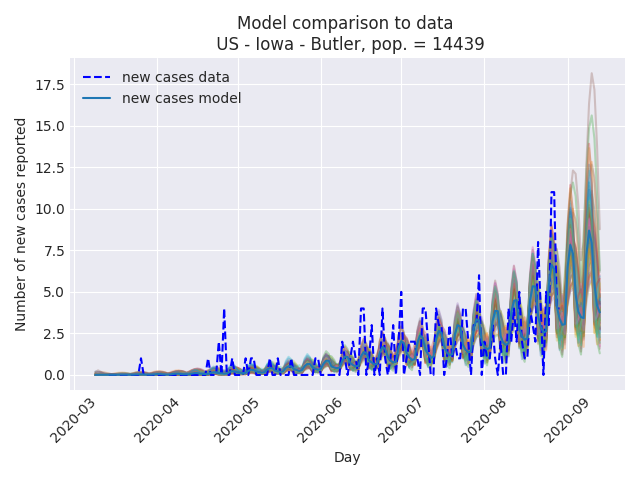 Model comparison to data
US - Iowa - Butler, pop. = 14439
new cases data
new cases model
Number of new cases reported
17.5
15.0
12.5
10.0
7.5
5.0
2.5
0.0
2020-03
2020-04
2020-05
2020-06
2020-07
2020-08
2020-09
Day